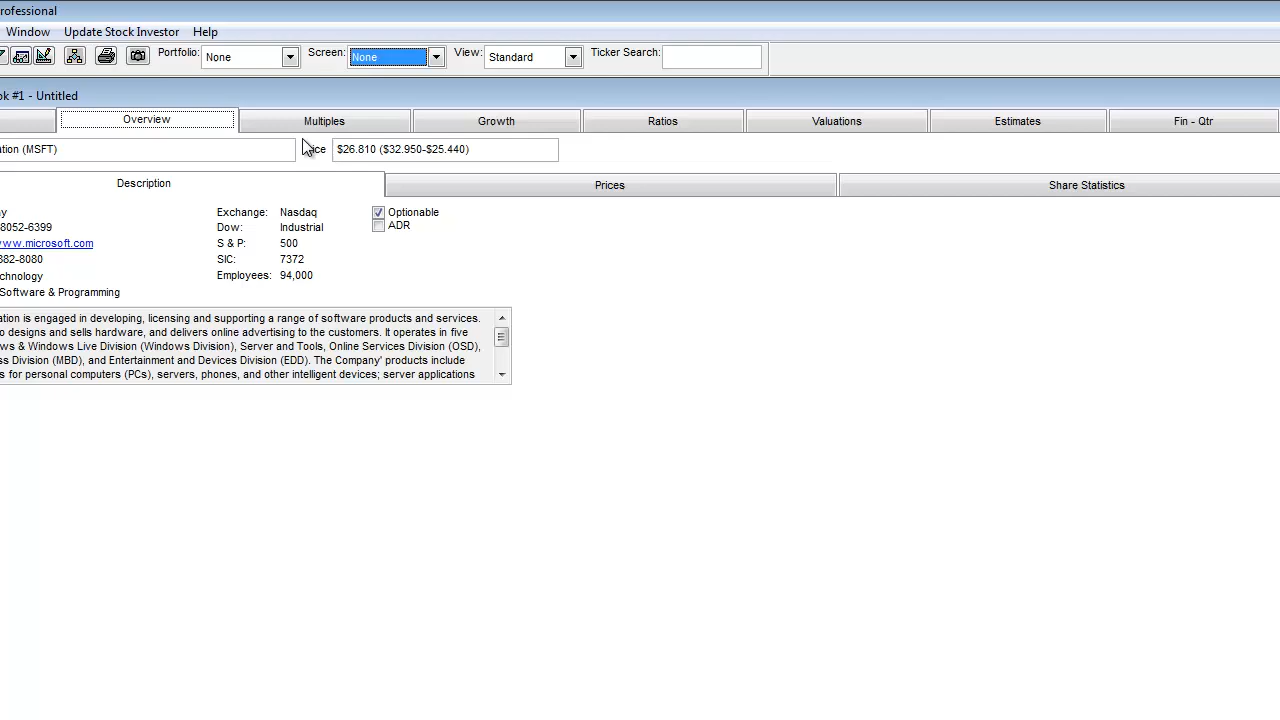 rofessional
Window Update Stock Investor Help
Portfolio: None Screen: None View: Standard Ticker Search:
ok #1 - Untitled
Overview Multiples Growth Ratios Valuations Estimates Fin - Qtr
ation (MSFT) ice $26.810 ($32.950-$25.440)
Description Prices Share Statistics
y Exchange: Nasdaq Optionable
8052-6399 Dow: Industrial ADR
www.microsoft.com S & P: 500
382-8080 SIC: 7372
chnology Employees: 94,000
Software & Programming
ation is engaged in developing, licensing and supporting a range of software products and services.
o designs and sells hardware, and delivers online advertising to the customers. It operates in five
ws & Windows Live Division (Windows Division), Server and Tools, Online Services Division (OSD),
ss Division (MBD), and Entertainment and Devices Division (EDD). The Company' products include
s for personal computers (PCs), servers, phones, and other intelligent devices; server applications